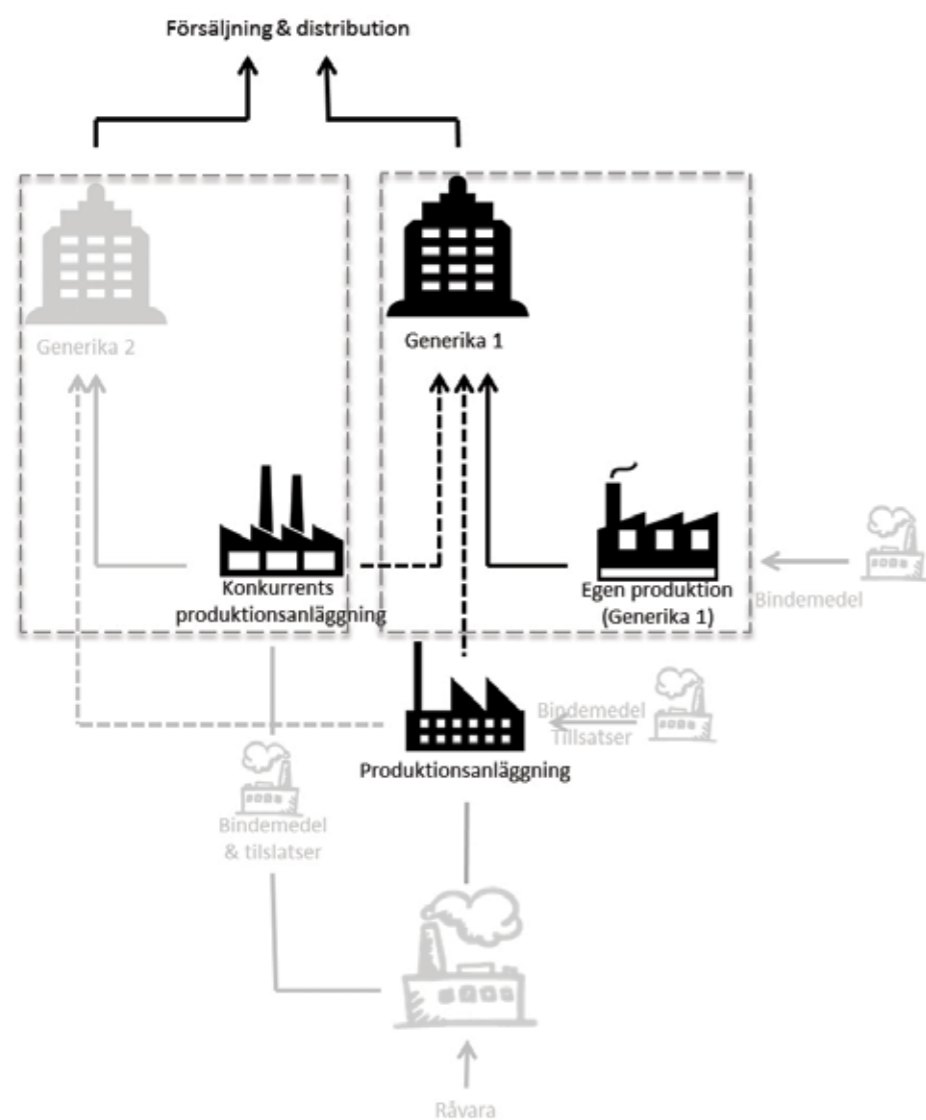 Försäljning & distribution
Generika 2
Generika 1
Konkurrents
produktionsanläggning
Egen produktion
(Generika 1)
Bindemedel
Bindemedel
Tillsatser
Produktionsanläggning
Bindemedel
& tilslatser
Råvara